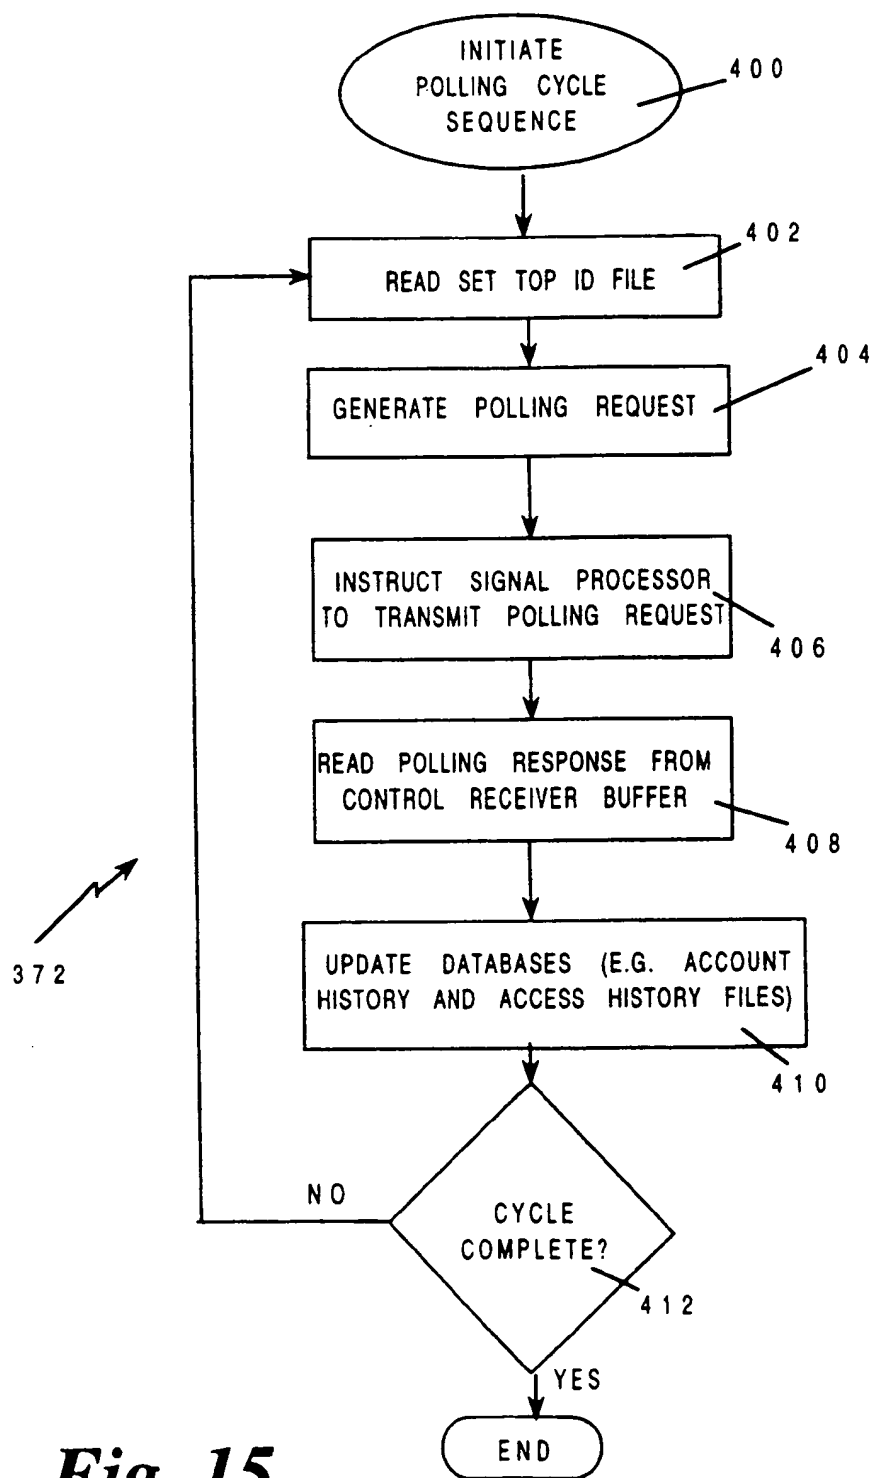 INITIATE
POLLING CYCLE
SEQUENCE
400
402
READ SET TOP ID FILE
404
GENERATE POLLING REQUEST
INSTRUCT SIGNAL PROCESSOR
TO TRANSMIT POLLING REQUEST
406
READ POLLING RESPONSE FROM
CONTROL RECEIVER BUFFER
408
372
UPDATE DATABASES (E.G. ACCOUNT
HISTORY AND ACCESS HISTORY FILES)
410
NO
CYCLE
COMPLETE?
412
YES
END
Fig. 15